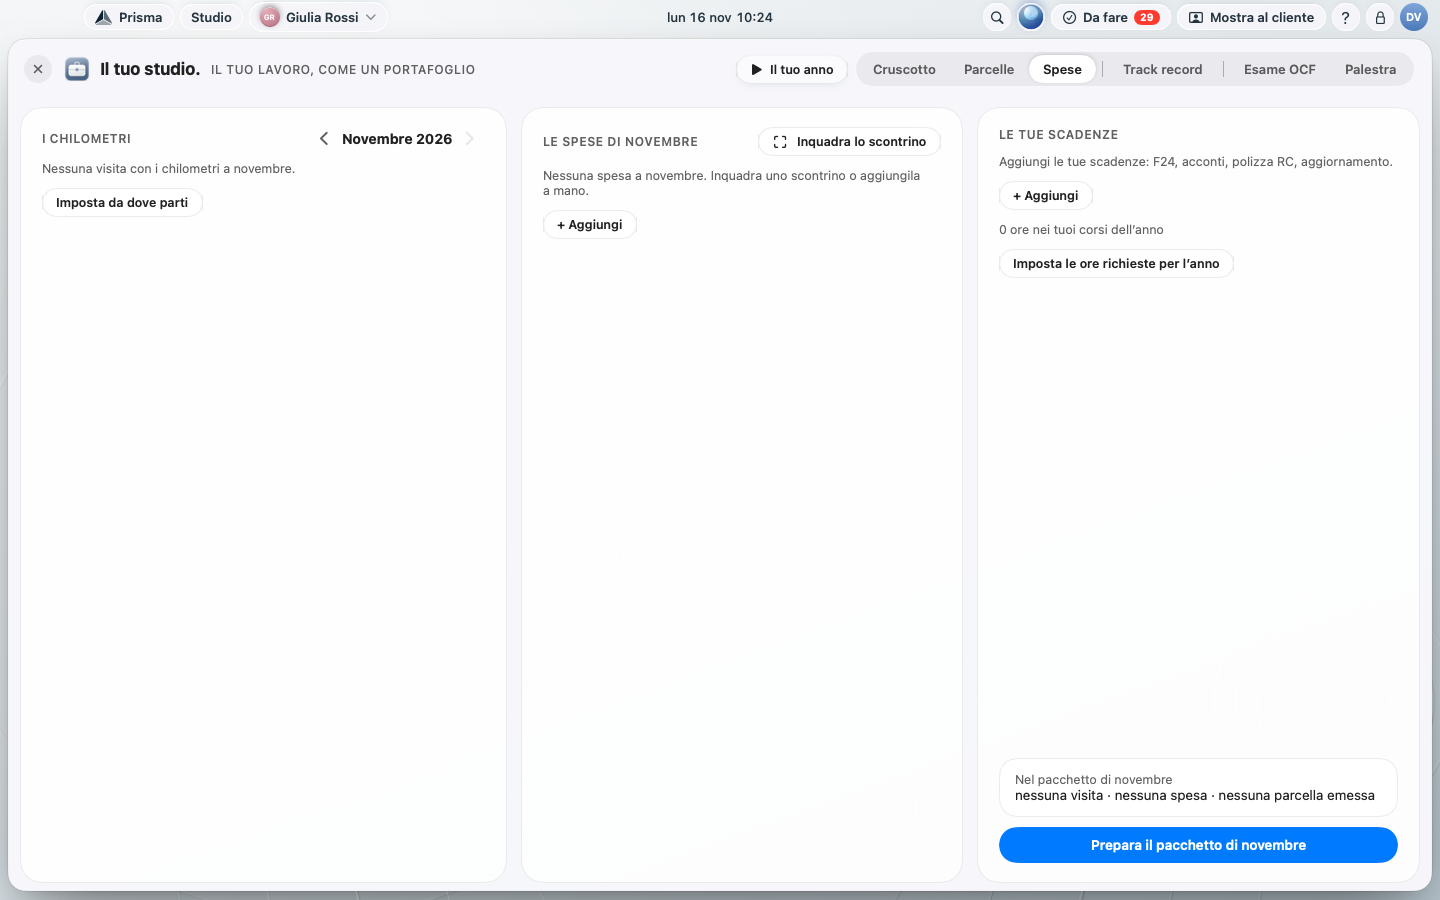 Prisma
Studio
GR
Giulia Rossi
lun 16 nov 10:24
Da fare 29
Mostra al cliente
?
DV
Il tuo studio. IL TUO LAVORO, COME UN PORTAFOGLIO
Il tuo anno
Cruscotto
Parcelle
Spese
Track record
Esame OCF
Palestra
I CHILOMETRI
Novembre 2026
Nessuna visita con i chilometri a novembre.
Imposta da dove parti
LE SPESE DI NOVEMBRE
Inquadra lo scontrino
Nessuna spesa a novembre. Inquadra uno scontrino o aggiungila
a mano.
+ Aggiungi
LE TUE SCADENZE
Aggiungi le tue scadenze: F24, acconti, polizza RC, aggiornamento.
+ Aggiungi
0 ore nei tuoi corsi dell’anno
Imposta le ore richieste per l’anno
Nel pacchetto di novembre
nessuna visita · nessuna spesa · nessuna parcella emessa
Prepara il pacchetto di novembre